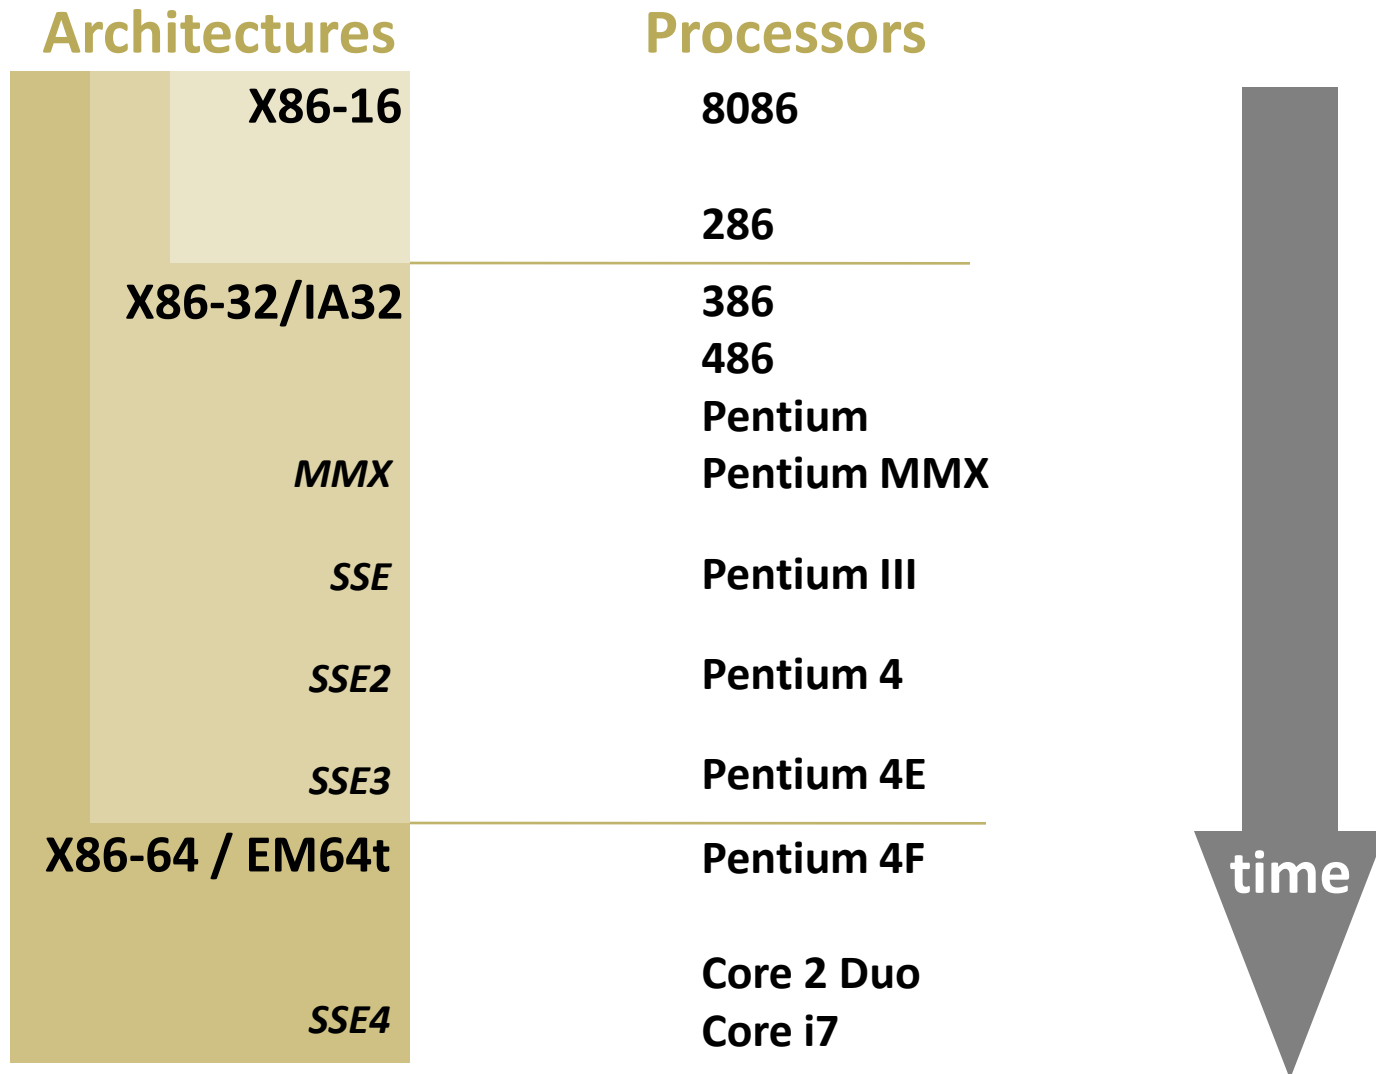 Architectures Processors
X86-16 8086
286
X86-32/IA32 386
486
Pentium
MMX Pentium MMX
SSE Pentium III
SSE2 Pentium 4
SSE3 Pentium 4E
X86-64 / EM64t Pentium 4F
time
Core 2 Duo
SSE4 Core i7